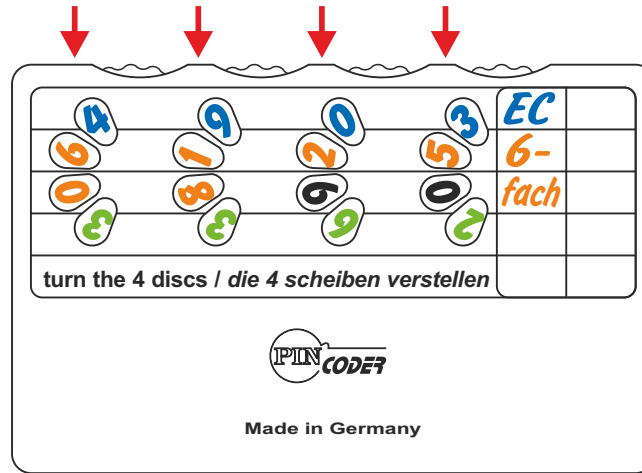 4 9 0 3 EC
6 1 2 5 6-
0 8 9 0 fach
3 3 6 2
turn the 4 discs / die 4 scheiben verstellen
PIN CODER
Made in Germany